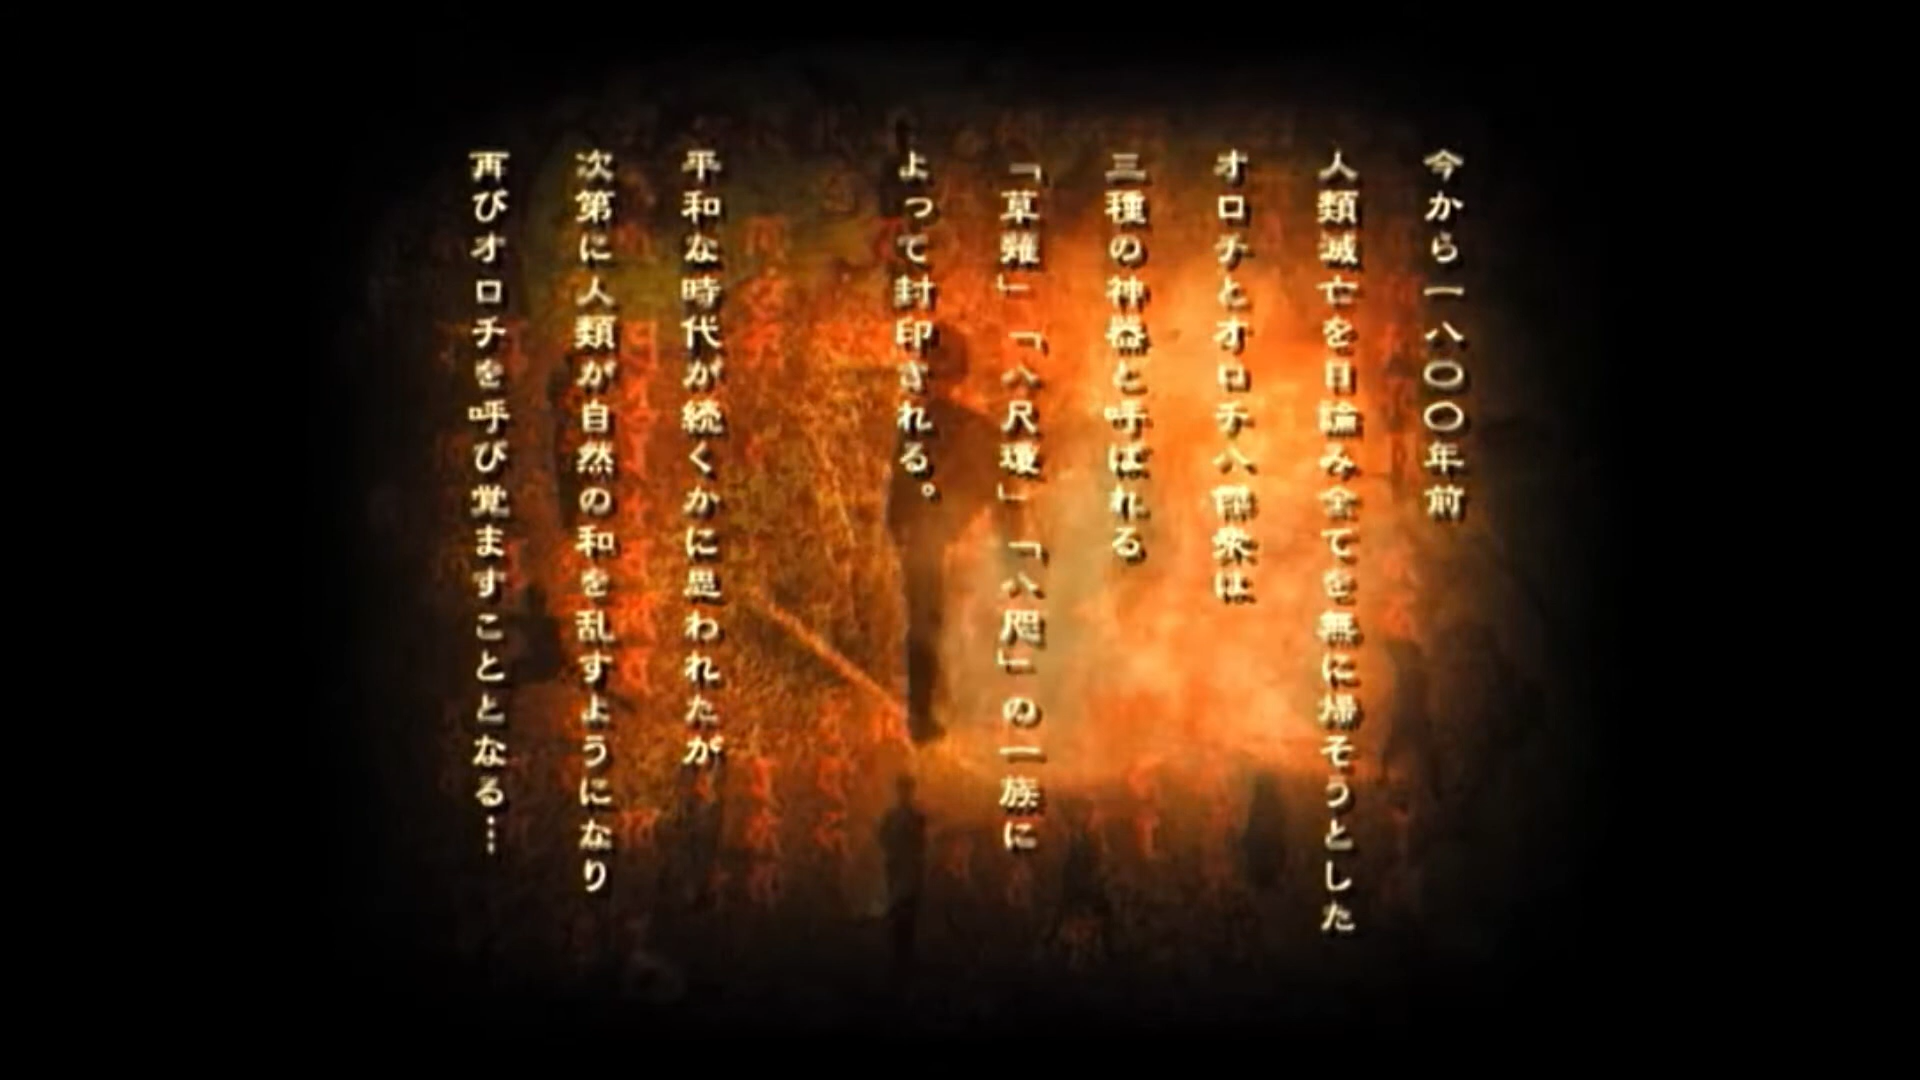 今から一八〇〇年前
人類滅亡を目論み全てを無に帰そうとした
オロチとオロチ八傑衆は
三種の神器と呼ばれる
「草薙」「八尺瓊」「八咫」の一族に
よって封印される。
平和な時代が続くかに思われたが
次第に人類が自然の和を乱すようになり
再びオロチを呼び覚ますこととなる…